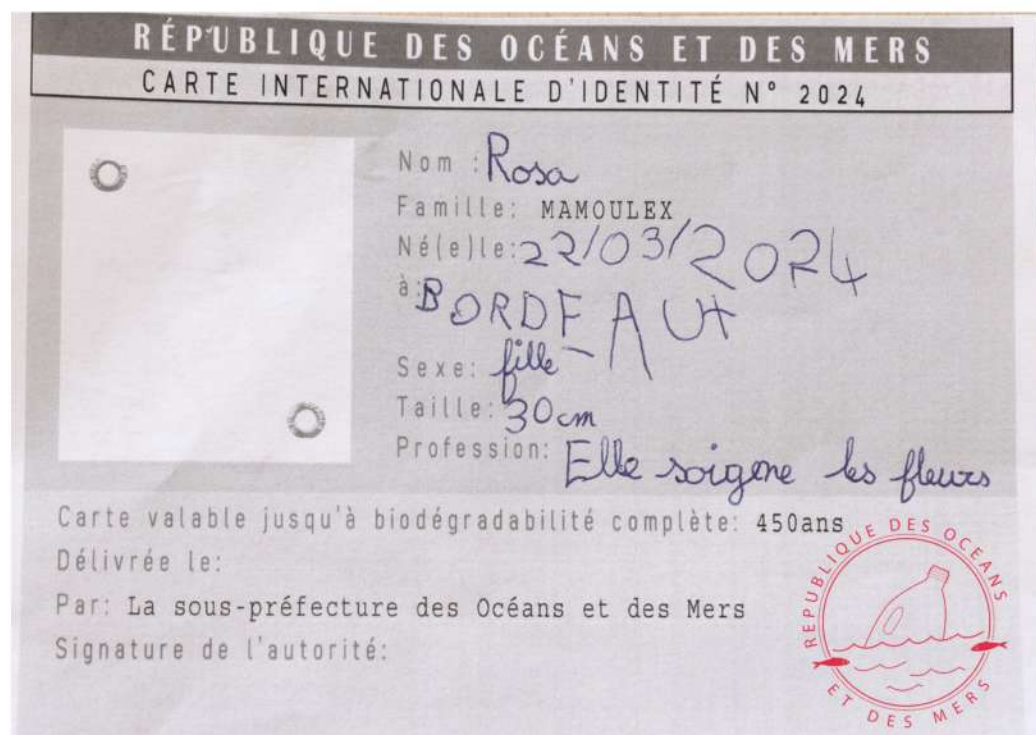 RÉPUBLIQUE DES OCÉANS ET DES MERS
CARTE INTERNATIONALE D'IDENTITÉ N° 2024
Nom : Rosa
Famille: MAMOULEX
Né(e)le: 22/03/2024
à: BORDEAUX
Sexe: fille
Taille: 30cm
Profession: Elle soigne les fleurs
Carte valable jusqu'à biodégradabilité complète: 450ans
Délivrée le:
Par: La sous-préfecture des Océans et des Mers
Signature de l'autorité:
REPUBLIQUE DES OCEANS
ET DES MERS